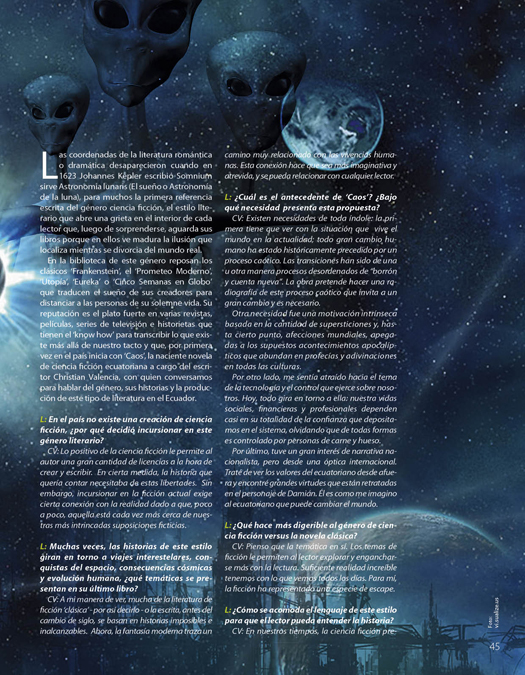 Las coordenadas de la literatura romántica
o dramática desaparecieron cuando en
1623 Johannes Kepler escribió Somnium
sirve Astronomia lunaris (El sueño o Astronomía
de la luna), para muchos la primera referencia
escrita del género ciencia ficción, el estilo lite-
rario que abre una grieta en el interior de cada
lector que, luego de sorprenderse, aguarda sus
libros porque en ellos se madura la ilusión que
localiza mientras se divorcia del mundo real.
En la biblioteca de este género reposan los
clásicos 'Frankenstein', el 'Prometeo Moderno',
'Utopía', 'Eureka' o 'Cinco Semanas en Globo'
que traducen el sueño de sus creadores para
distanciar a las personas de su solemne vida. Su
reputación es el plato fuerte en varias revistas,
películas, series de televisión e historietas que
tienen el 'know how' para transcribir lo que exis-
te más allá de nuestro tacto y que, por primera
vez en el país inicia con 'Caos', la naciente novela
de ciencia ficción ecuatoriana a cargo del escri-
tor Christian Valencia, con quien conversamos
para hablar del género, sus historias y la produc-
ción de este tipo de literatura en el Ecuador.
L: En el país no existe una creación de ciencia
ficción, ¿por qué decidió incursionar en este
género literario?
CV: Lo positivo de la ciencia ficción le permite al
autor una gran cantidad de licencias a la hora de
crear y escribir. En cierta medida, la historia que
quería contar necesitaba de estas libertades. Sin
embargo, incursionar en la ficción actual exige
cierta conexión con la realidad dado a que, poco
a poco, aquella está cada vez más cerca de nues-
tras más intrincadas suposiciones ficticias.
L: Muchas veces, las historias de este estilo
giran en torno a viajes interestelares, con-
quistas del espacio, consecuencias cósmicas
y evolución humana, ¿qué temáticas se pre-
sentan en su último libro?
CV: A mi manera de ver, mucha de la literatura de
ficción 'clásica' - por así decirlo - o la escrita, antes del
cambio de siglo, se basan en historias imposibles e
inalcanzables. Ahora, la fantasía moderna traza un
camino muy relacionado con las vivencias huma-
nas. Esta conexión hace que sea más imaginativa y
atrevida, y se pueda relacionar con cualquier lector.
L: ¿Cuál es el antecedente de 'Caos'? ¿Bajo
qué necesidad presenta esta propuesta?
CV: Existen necesidades de toda índole: la pri-
mera tiene que ver con la situación que vive el
mundo en la actualidad; todo gran cambio hu-
mano ha estado históricamente precedido por un
proceso caótico. Las transiciones han sido de una
u otra manera procesos desordenados de "borrón
y cuenta nueva". La obra pretende hacer una ra-
diografía de este proceso caótico que invita a un
gran cambio y es necesario.
Otra necesidad fue una motivación intrínseca
basada en la cantidad de supersticiones y, has-
ta cierto punto, afecciones mundiales, apega-
das a los supuestos acontecimientos apocalíp-
ticos que abundan en profecías y adivinaciones
en todas las culturas.
Por otro lado, me sentía atraído hacia el tema
de la tecnología y el control que ejerce sobre noso-
tros. Hoy, todo gira en torno a ella: nuestra vidas
sociales, financieras y profesionales dependen
casi en su totalidad de la confianza que deposita-
mos en el sistema, olvidando que de todas formas
es controlado por personas de carne y hueso.
Por último, tuve un gran interés de narrativa na-
cionalista, pero desde una óptica internacional.
Traté de ver los valores del ecuatoriano desde afue-
ra y encontré grandes virtudes que están retratadas
en el personaje de Damián. Él es como me imagino
al ecuatoriano que puede cambiar el mundo.
L: ¿Qué hace más digerible al género de cien-
cia ficción versus la novela clásica?
CV: Pienso que la temática en sí. Los temas de
ficción le permiten al lector explorar y enganchar-
se más con la lectura. Suficiente realidad increíble
tenemos con lo que vemos todos los días. Para mí,
la ficción ha representado una especie de escape.
L: ¿Cómo se acomoda el lenguaje de este estilo
para que el lector pueda entender la historia?
CV: En nuestros tiempos, la ciencia ficción pre-
Foto:
visualize.us
45